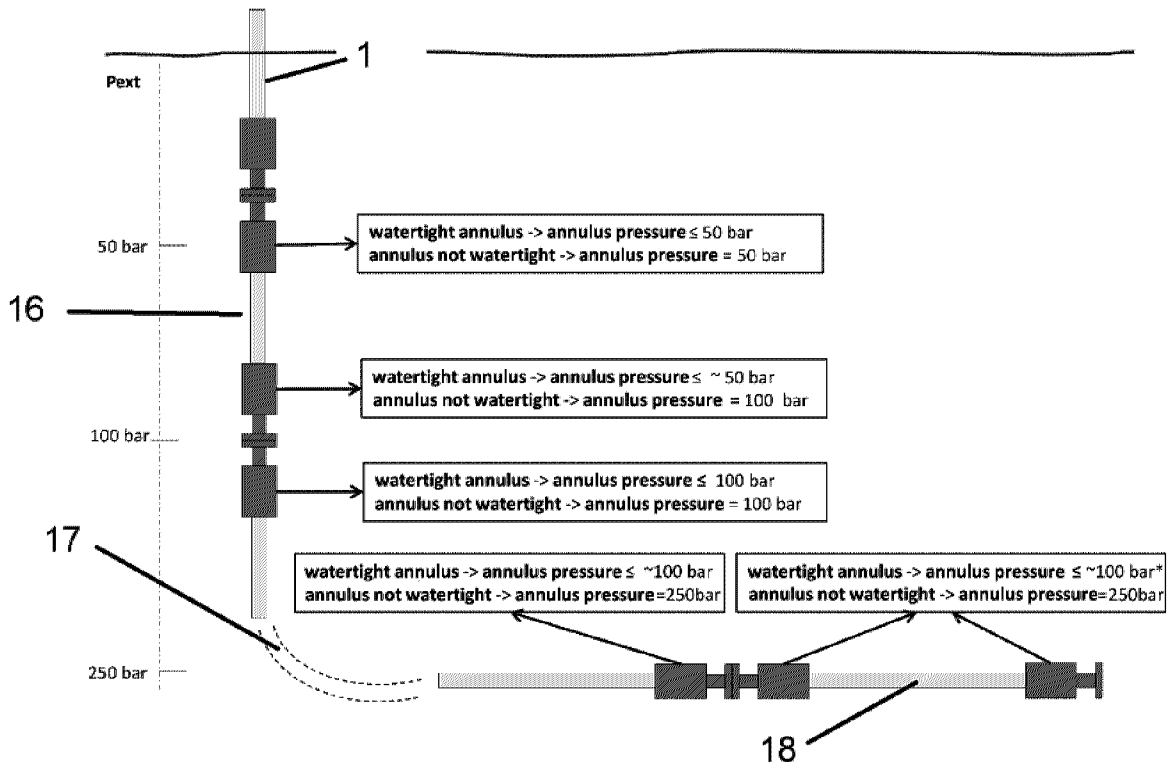 1
Pext
50 bar
watertight annulus -> annulus pressure ≤ 50 bar
annulus not watertight -> annulus pressure = 50 bar
16
watertight annulus -> annulus pressure ≤ ~ 50 bar
annulus not watertight -> annulus pressure = 100 bar
100 bar
watertight annulus -> annulus pressure ≤ 100 bar
annulus not watertight -> annulus pressure = 100 bar
17
watertight annulus -> annulus pressure ≤ ~100 bar
annulus not watertight -> annulus pressure=250bar
watertight annulus -> annulus pressure ≤ ~100 bar*
annulus not watertight -> annulus pressure=250bar
250 bar
18